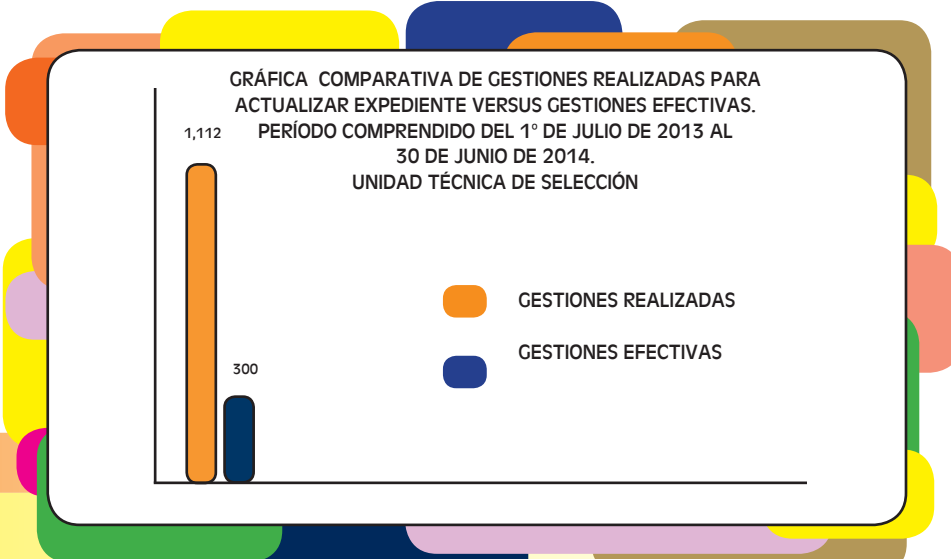 GRÁFICA COMPARATIVA DE GESTIONES REALIZADAS PARA
ACTUALIZAR EXPEDIENTE VERSUS GESTIONES EFECTIVAS.
PERÍODO COMPRENDIDO DEL 1º DE JULIO DE 2013 AL
30 DE JUNIO DE 2014.
UNIDAD TÉCNICA DE SELECCIÓN
1,112
300
GESTIONES REALIZADAS
GESTIONES EFECTIVAS